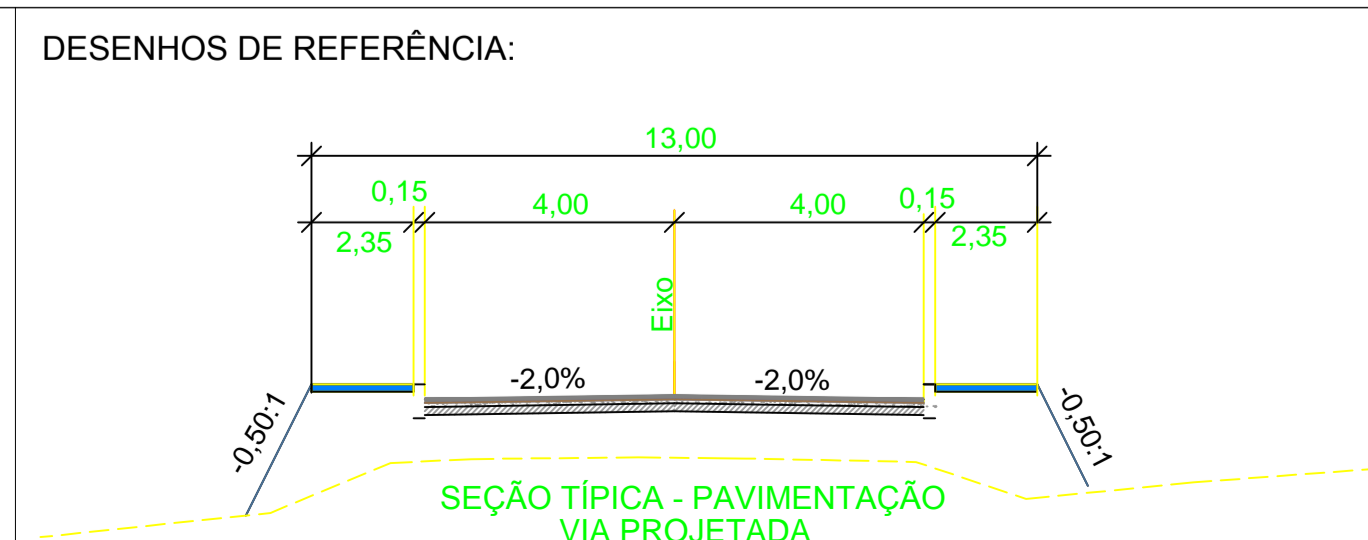 DESENHOS DE REFERÊNCIA:
13,00
0,15
4,00
4,00
0,15
2,35
2,35
Eixo
-2,0%
-2,0%
-0,50:1
-0,50:1
SEÇÃO TÍPICA - PAVIMENTAÇÃO
VIA PROJETADA